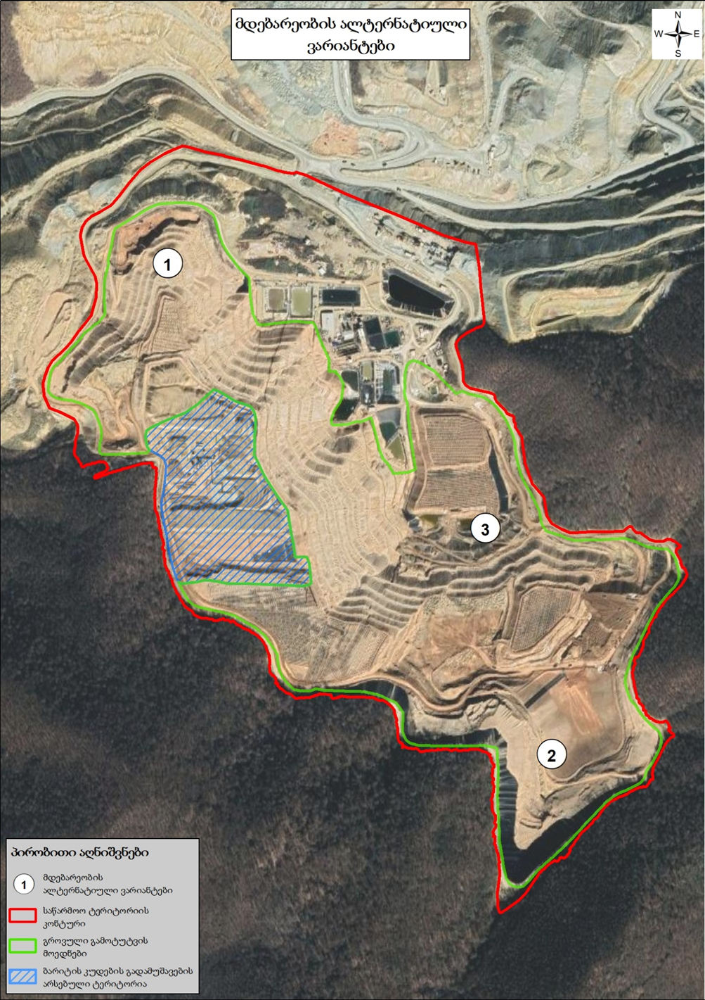 მდებარეობის ალტერნატიული
ვარიანტები
N
W E
S
1
3
2
პირობითი აღნიშვნები
1
მდებარეობის
ალტერნატიული ვარიანტები
საწარმოო ტერიტორიის
კონტური
გროვული გამოტუტვის
მოედნები
ბარიტის კუდების გადამუშავების
არსებული ტერიტორია